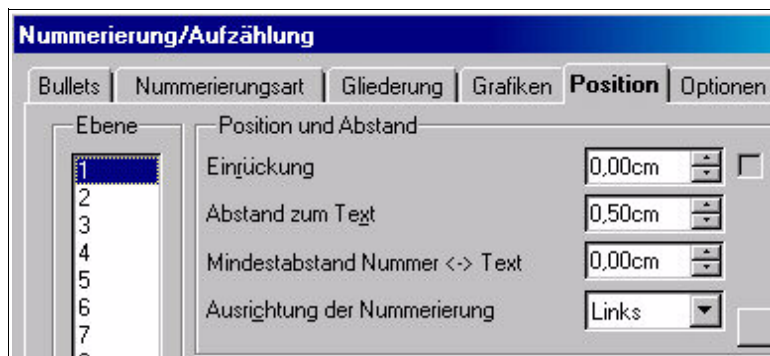 Nummerierung/Aufzählung
Bullets Nummerierungsart Gliederung Grafiken Position Optionen
Ebene
1
2
3
4
5
6
7
Position und Abstand
Einrückung 0,00cm
Abstand zum Text 0,50cm
Mindestabstand Nummer <-> Text 0,00cm
Ausrichtung der Nummerierung Links